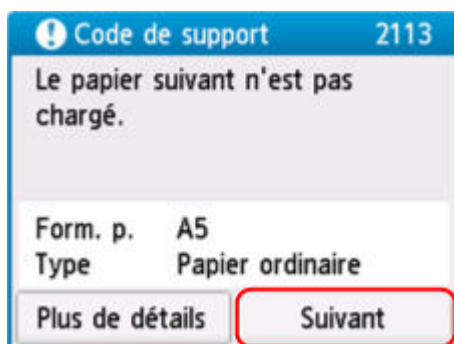 Code de support 2113
Le papier suivant n'est pas
chargé.
Form. p. A5
Type Papier ordinaire
Plus de détails Suivant